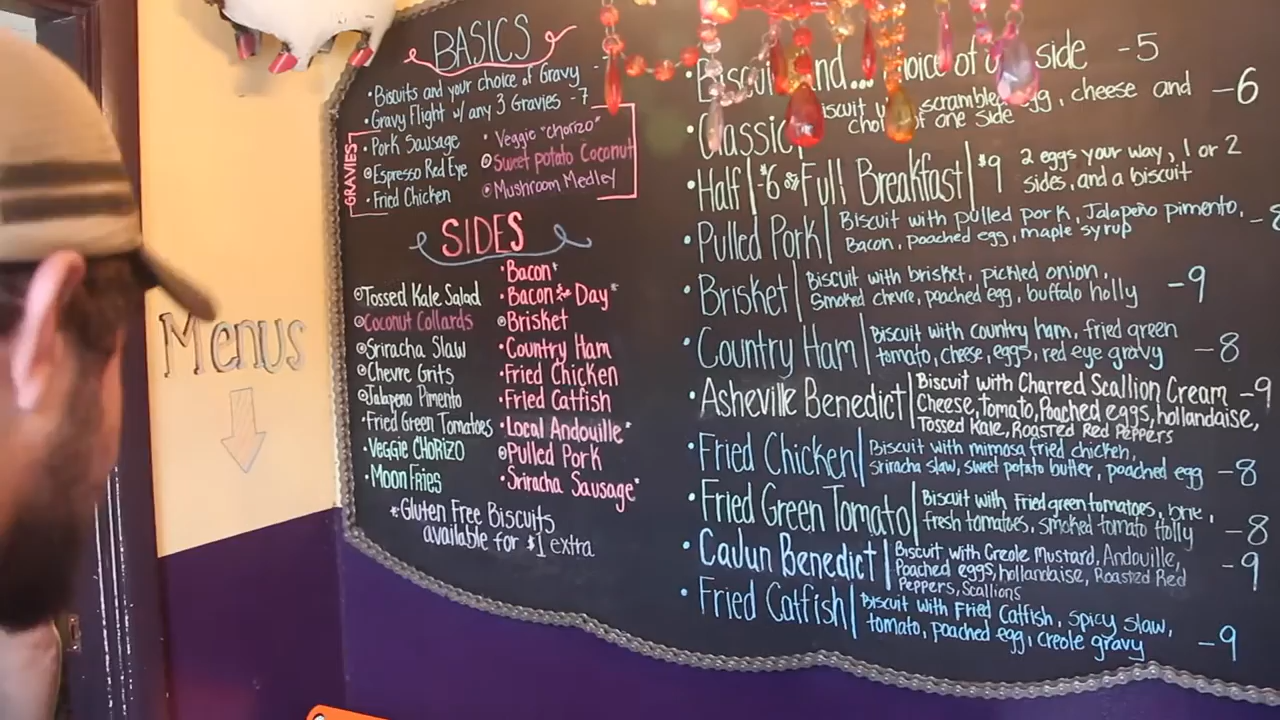 BASICS
• Biscuits and your choice of Gravy -
• Gravy Flight w/ any 3 Gravies -7
GRAVIES
• Pork Sausage
Espresso Red Eye
• Fried Chicken
• Veggie "chorizo"
Sweet potato Coconut
Mushroom Medley
SIDES
Tossed Kale Salad
Coconut Collards
Sriracha Slaw
Chevre Grits
Jalapeno Pimento
• Fried Green Tomatoes
• Veggie CHORIZO
• Moon Fries
• Bacon*
• Bacon of the Day*
Brisket
• Country Ham
• Fried Chicken
• Fried Catfish
• Local Andouille*
Pulled Pork
• Sriracha Sausage*
*Gluten Free Biscuits
available for $1 extra
Menus
• and... choice of side -5
• Classic scrambled egg, cheese and -6
of one side
• Half | $6 or Full Breakfast | $9 2 eggs your way, 1 or 2
sides, and a biscuit
• Pulled Pork | Biscuit with pulled pork, Jalapeño pimento, -8
Bacon, poached egg, maple syrup
• Brisket | Biscuit with brisket, pickled onion,
Smoked chevre, poached egg, buffalo holly -9
• Country Ham | Biscuit with country ham, fried green
tomato, cheese, eggs, red eye gravy -8
• Asheville Benedict | Biscuit with Charred Scallion Cream -9
Cheese, Tomato, Poached eggs, hollandaise,
Tossed Kale, Roasted Red Peppers
• Fried Chicken | Biscuit with mimosa fried chicken,
sriracha slaw, sweet potato butter, poached egg -8
• Fried Green Tomato | Biscuit with Fried green tomatoes, brie,
fresh tomatoes, smoked tomato Holly -8
• Cajun Benedict | Biscuit with Creole Mustard, Andouille,
Poached eggs, hollandaise, Roasted Red -9
Peppers, Scallions
• Fried Catfish | Biscuit with Fried Catfish, spicy slaw,
tomato, poached egg, creole gravy -9